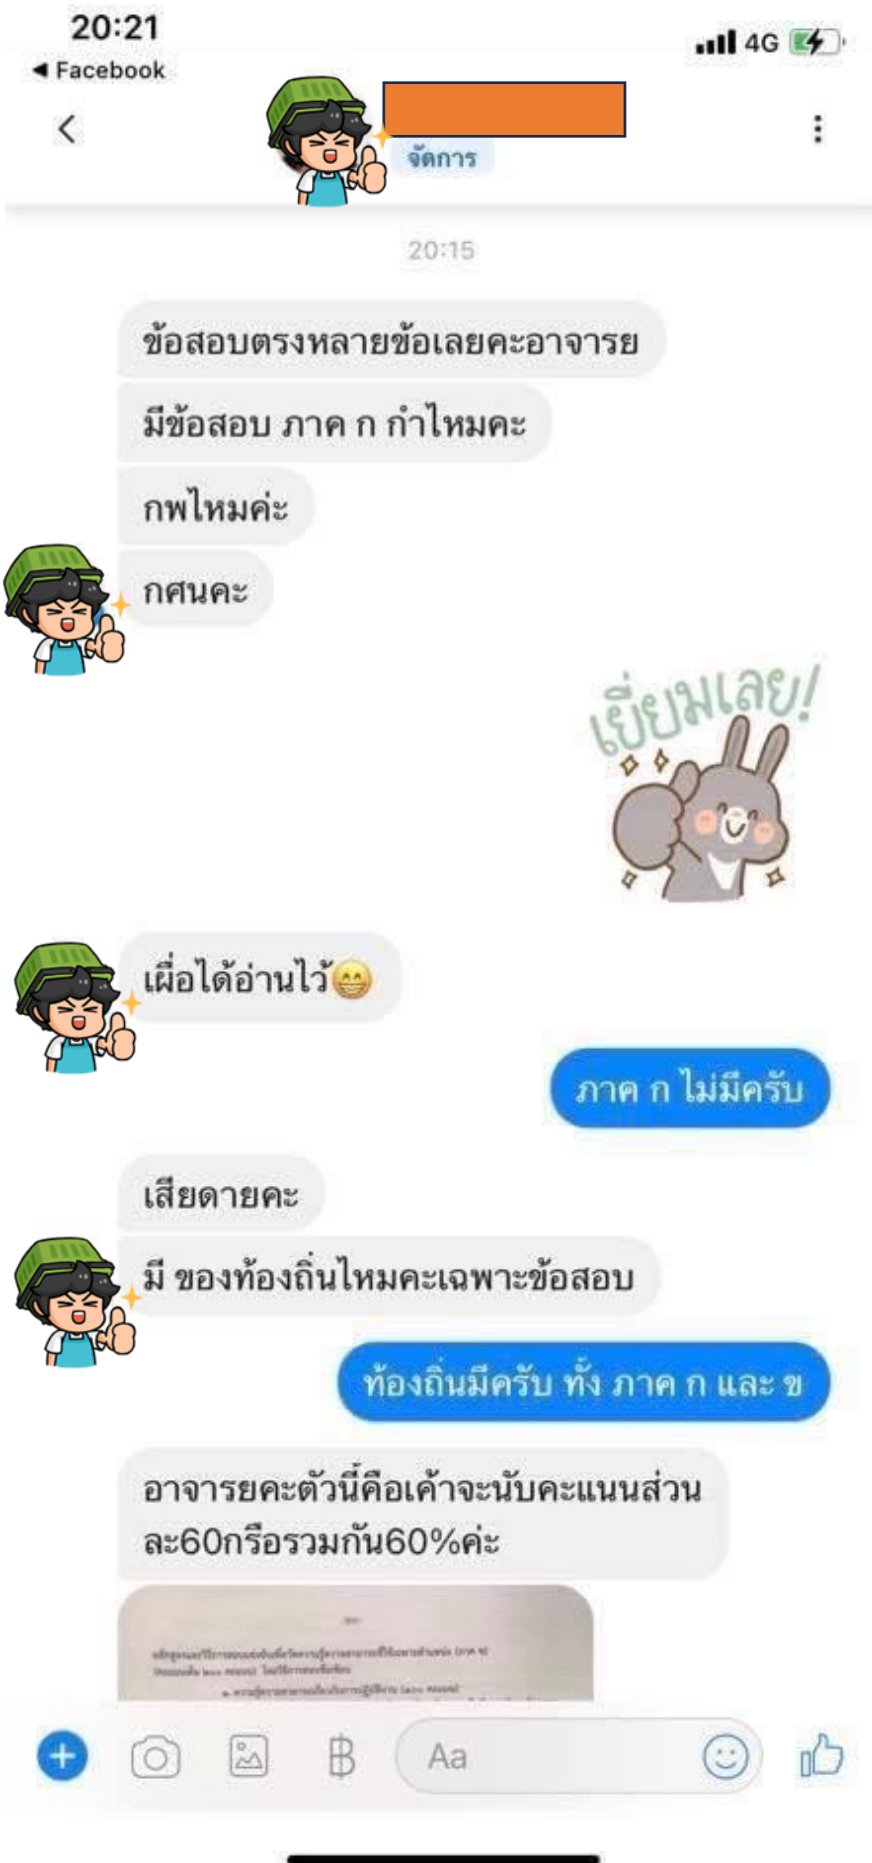 20:21
4G
◀ Facebook
จัดการ
20:15
ข้อสอบตรงหลายข้อเลยคะอาจารย
มีข้อสอบ ภาค ก กำไหมคะ
กพไหมค่ะ
กศนคะ
เยี่ยมเลย!
เผื่อได้อ่านไว้😁
ภาค ก ไม่มีครับ
เสียดายคะ
มี ของท้องถิ่นไหมคะเฉพาะข้อสอบ
ท้องถิ่นมีครับ ทั้ง ภาค ก และ ข
อาจารยคะตัวนี้คือเค้าจะนับคะแนนส่วน
ละ60กรือรวมกัน60%ค่ะ
Aa